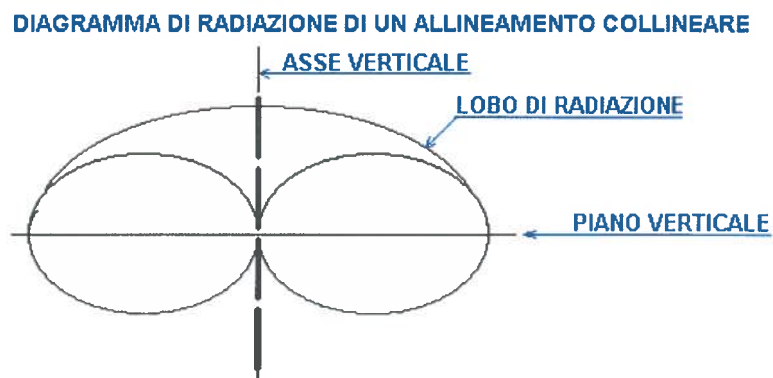 DIAGRAMMA DI RADIAZIONE DI UN ALLINEAMENTO COLLINEARE
ASSE VERTICALE
LOBO DI RADIAZIONE
PIANO VERTICALE